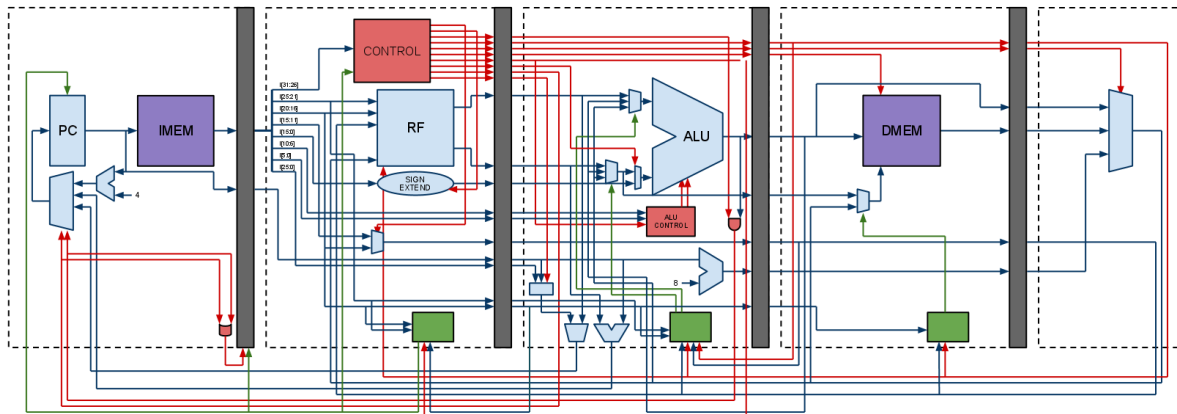 CONTROL
I[31:26]
I[25:21]
I[20:16]
I[15:11]
I[15:0]
I[10:6]
I[5:0]
I[25:0]
PC
IMEM
RF
ALU
DMEM
SIGN
EXTEND
4
ALU
CONTROL
8